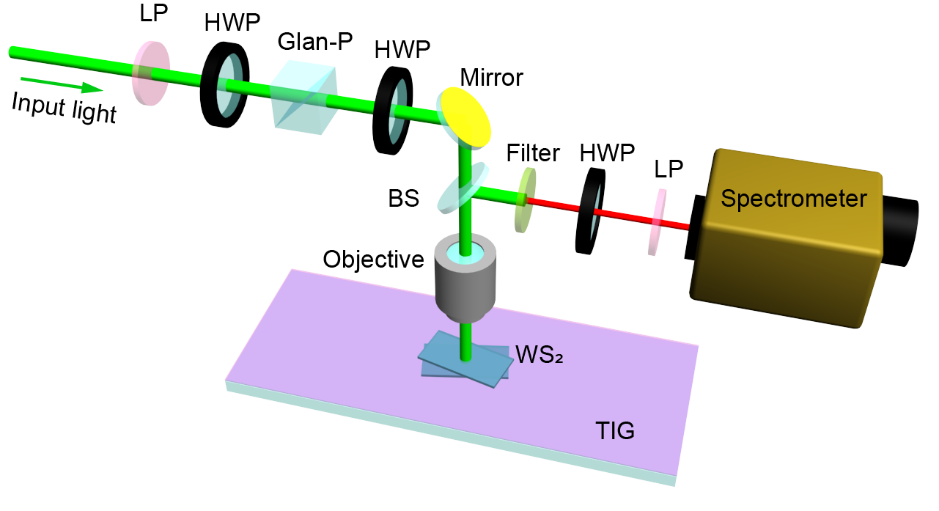 LP
HWP
Glan-P
HWP
Mirror
Input light
Filter
HWP
LP
BS
Spectrometer
Objective
WS₂
TIG